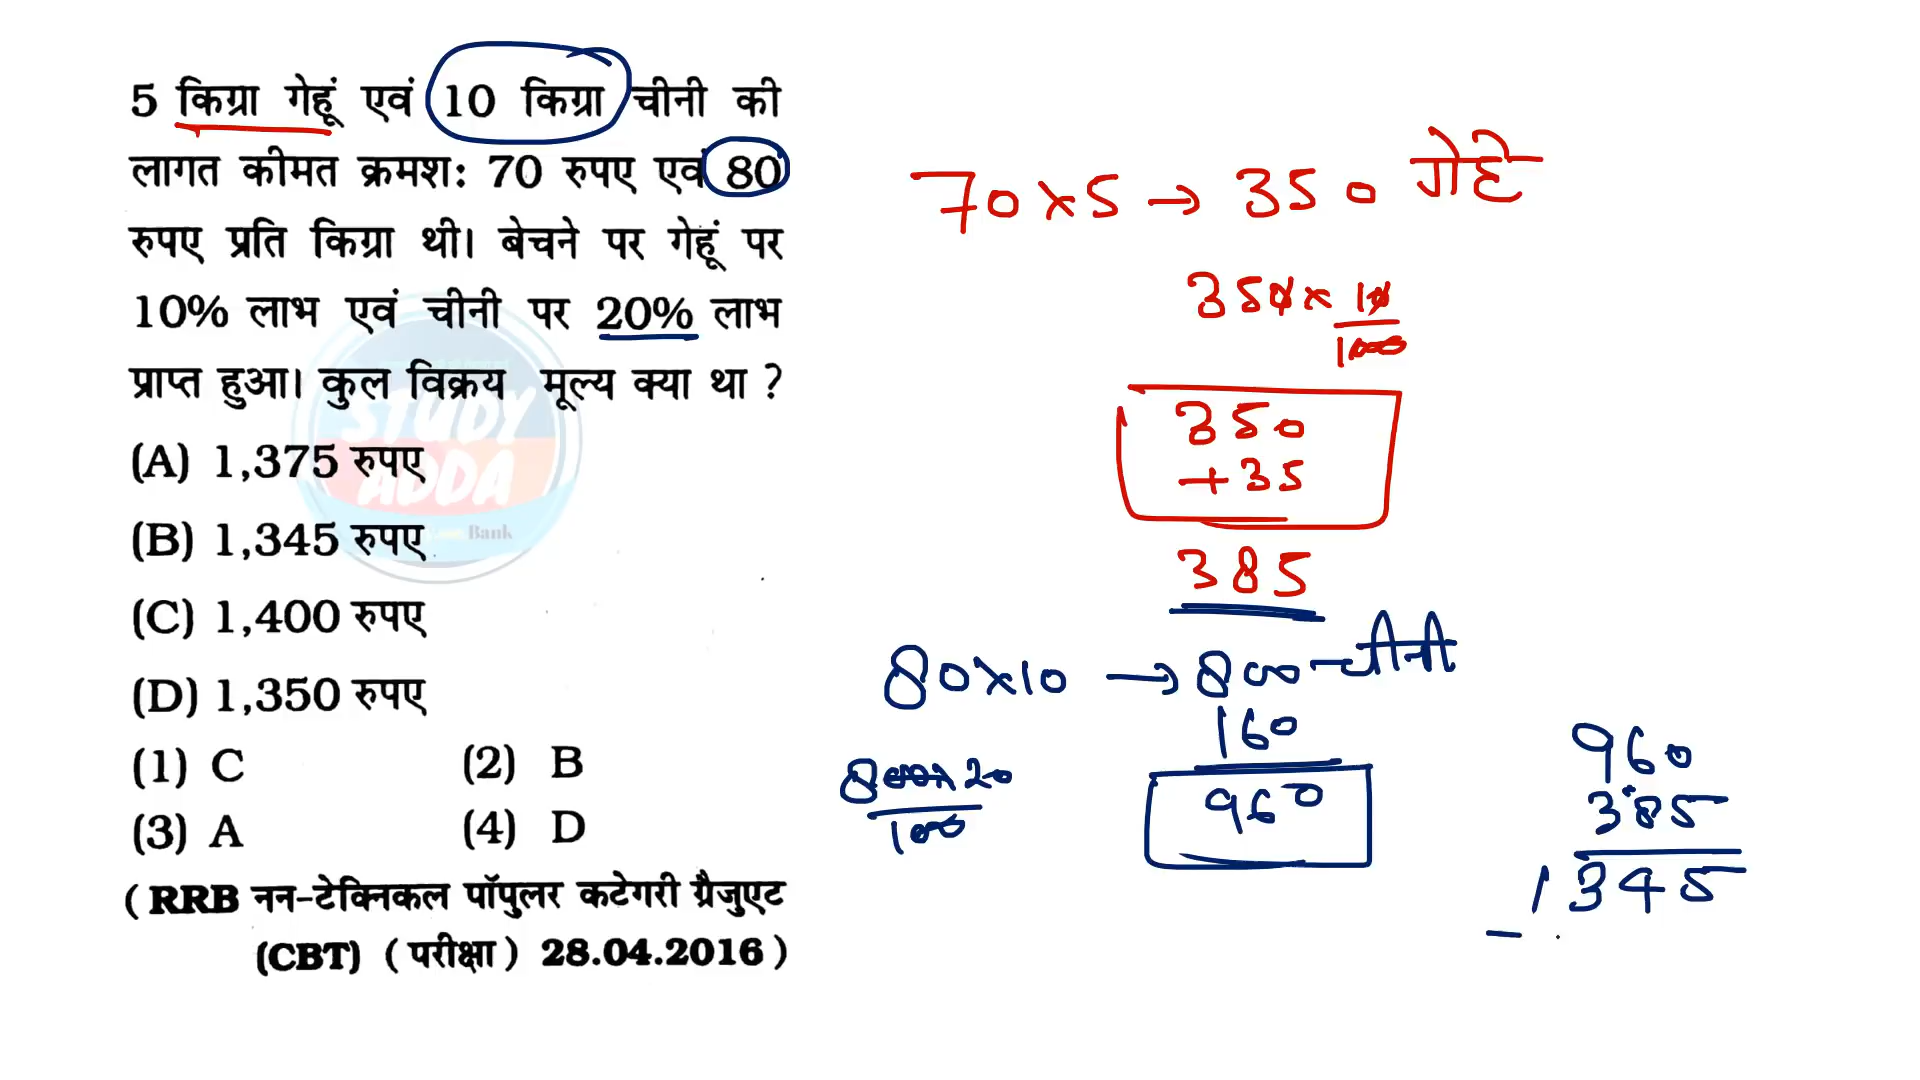 5 किग्रा गेहूं एवं 10 किग्रा चीनी की
लागत कीमत क्रमश: 70 रुपए एवं 80
रुपए प्रति किग्रा थी। बेचने पर गेहूं पर
10% लाभ एवं चीनी पर 20% लाभ
प्राप्त हुआ। कुल विक्रय मूल्य क्या था ?
(A) 1,375 रुपए
(B) 1,345 रुपए
(C) 1,400 रुपए
(D) 1,350 रुपए
(1) C (2) B
(3) A (4) D
( RRB नन-टेक्निकल पॉपुलर कटेगरी ग्रैजुएट
(CBT) ( परीक्षा ) 28.04.2016 )
STUDY
ADDA
Bank
70×5 → 350 गेहूं
350 × 10
100
350
+35
385
80×10 → 800 – चीनी
160
800×20
100
960
960
385
1345